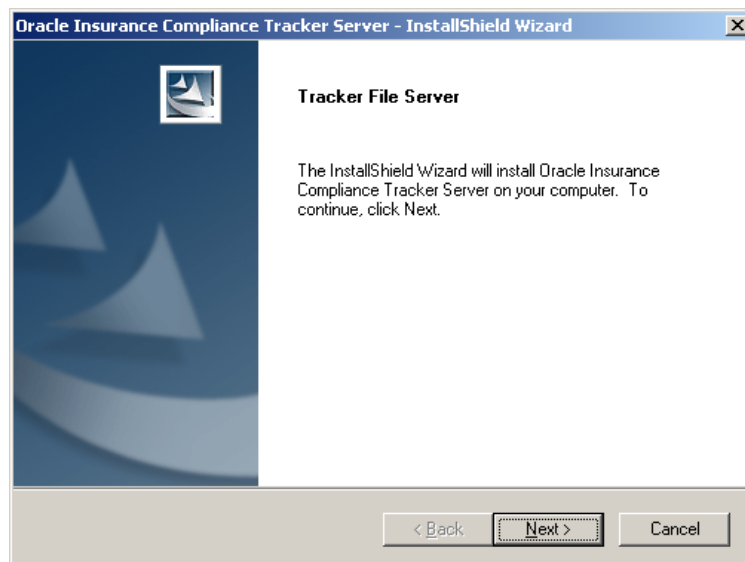 Oracle Insurance Compliance Tracker Server - InstallShield Wizard
Tracker File Server
The InstallShield Wizard will install Oracle Insurance
Compliance Tracker Server on your computer. To
continue, click Next.
< Back
Next >
Cancel